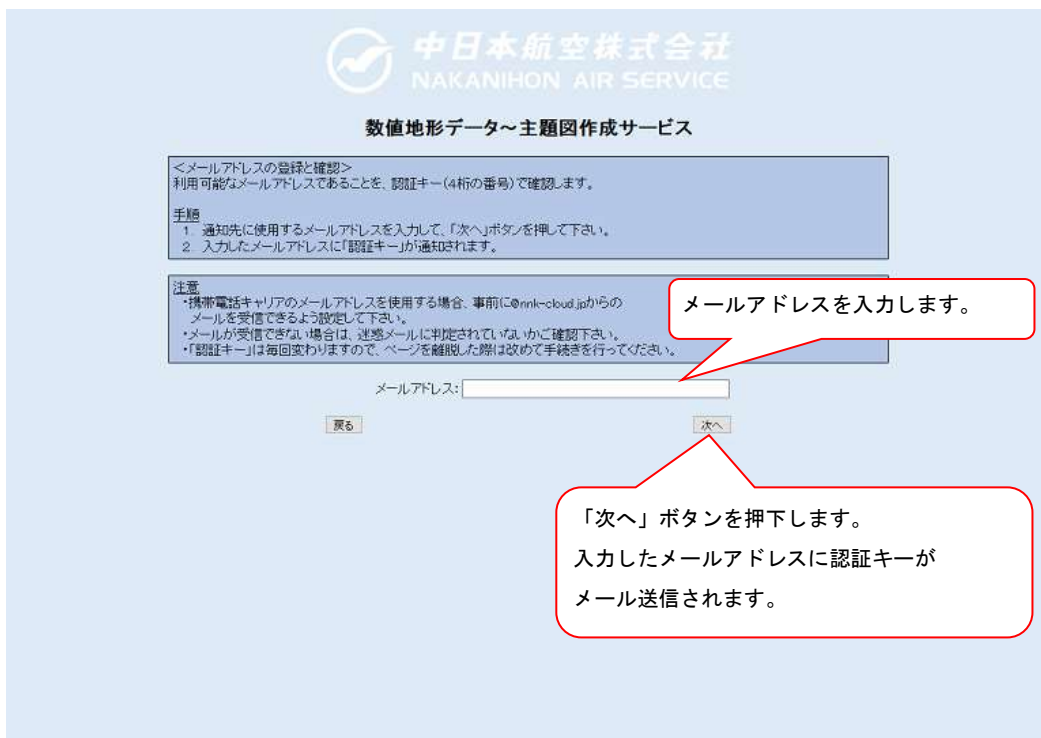 中日本航空株式会社
NAKANIHON AIR SERVICE
数値地形データ～主題図作成サービス
＜メールアドレスの登録と確認＞
利用可能なメールアドレスであることを、認証キー(4桁の番号)で確認します。
手順
1. 通知先に使用するメールアドレスを入力して、「次へ」ボタンを押して下さい。
2. 入力したメールアドレスに「認証キー」が通知されます。
注意
・携帯電話キャリアのメールアドレスを使用する場合、事前に@nnk-cloud.jpからの
メールを受信できるよう設定して下さい。
・メールが受信できない場合は、迷惑メールに判定されていないかご確認下さい。
・「認証キー」は毎回変わりますので、ページを離脱した際は改めて手続きを行ってください。
メールアドレスを入力します。
メールアドレス:
戻る
次へ
「次へ」ボタンを押下します。
入力したメールアドレスに認証キーが
メール送信されます。